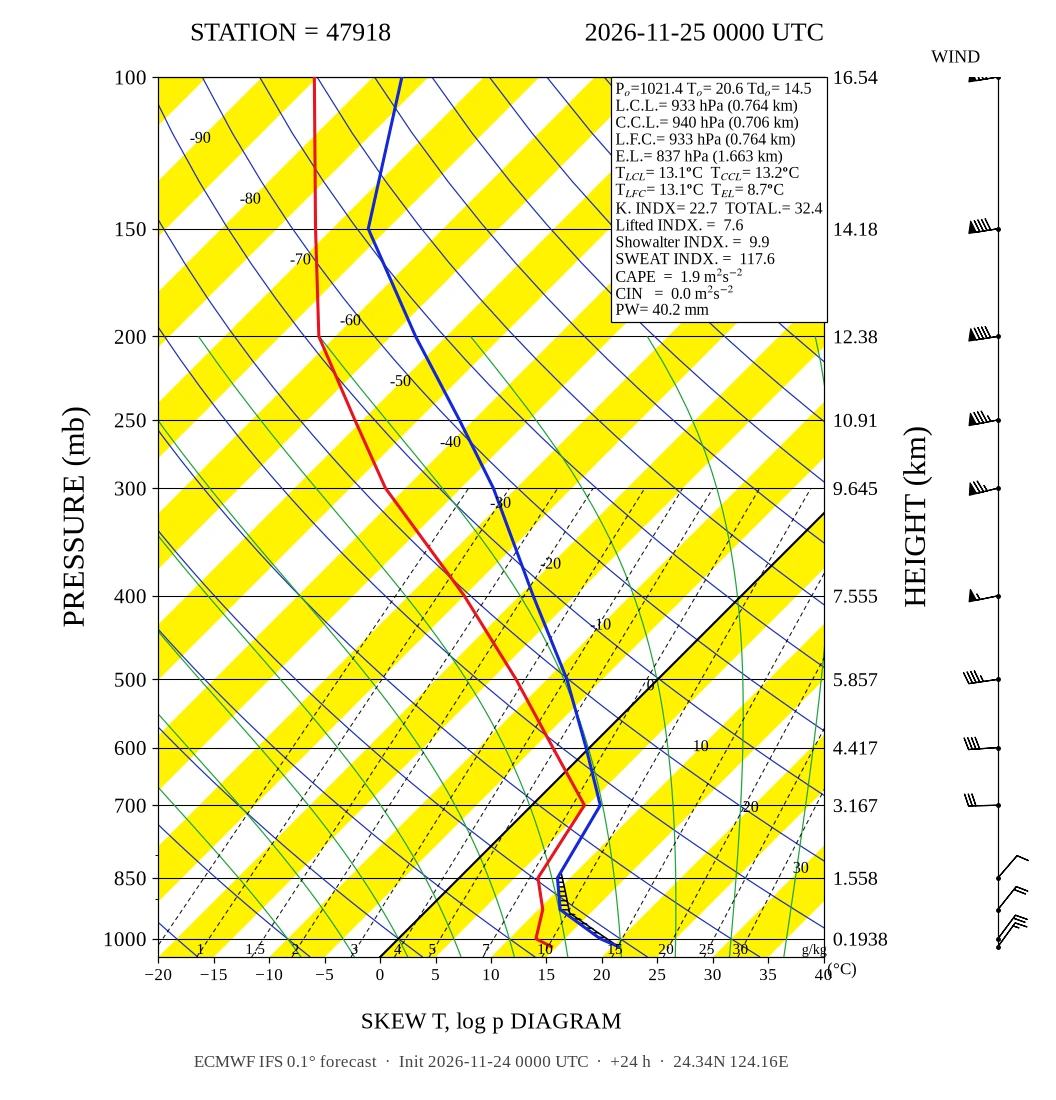 STATION = 47918
2026-11-25 0000 UTC
WIND
P₀=1021.4 T₀= 20.6 Td₀= 14.5
L.C.L.= 933 hPa (0.764 km)
C.C.L.= 940 hPa (0.706 km)
L.F.C.= 933 hPa (0.764 km)
E.L.= 837 hPa (1.663 km)
T_LCL= 13.1°C T_CCL= 13.2°C
T_LFC= 13.1°C T_EL= 8.7°C
K. INDX= 22.7 TOTAL.= 32.4
Lifted INDX. = 7.6
Showalter INDX. = 9.9
SWEAT INDX. = 117.6
CAPE = 1.9 m²s⁻²
CIN = 0.0 m²s⁻²
PW= 40.2 mm
100
150
200
250
300
400
500
600
700
850
1000
PRESSURE (mb)
16.54
14.18
12.38
10.91
9.645
7.555
5.857
4.417
3.167
1.558
0.1938
HEIGHT (km)
-90
-80
-70
-60
-50
-40
-30
-20
-10
0
10
20
30
1 1.5 2 3 4 5 7 10 15 20 25 30 g/kg
−20 −15 −10 −5 0 5 10 15 20 25 30 35 40 (°C)
SKEW T, log p DIAGRAM
ECMWF IFS 0.1° forecast · Init 2026-11-24 0000 UTC · +24 h · 24.34N 124.16E